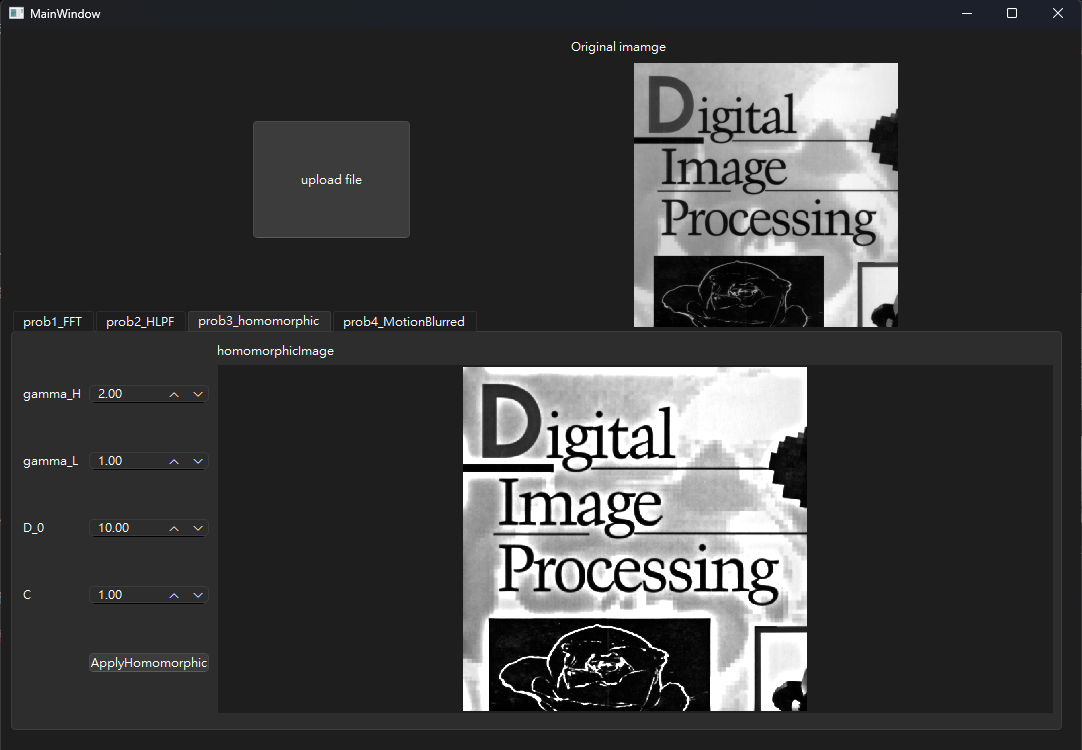 MainWindow
Original imamge
Digital
Image
Processing
upload file
prob1_FFT prob2_HLPF prob3_homomorphic prob4_MotionBlurred
homomorphicImage
gamma_H 2.00
gamma_L 1.00
D_0 10.00
C 1.00
ApplyHomomorphic
Digital
Image
Processing